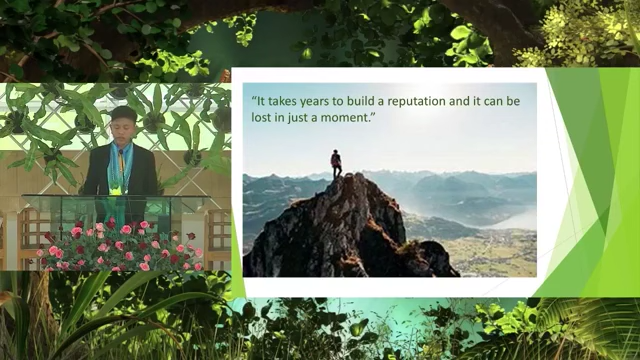 “It takes years to build a reputation and it can be
lost in just a moment.”